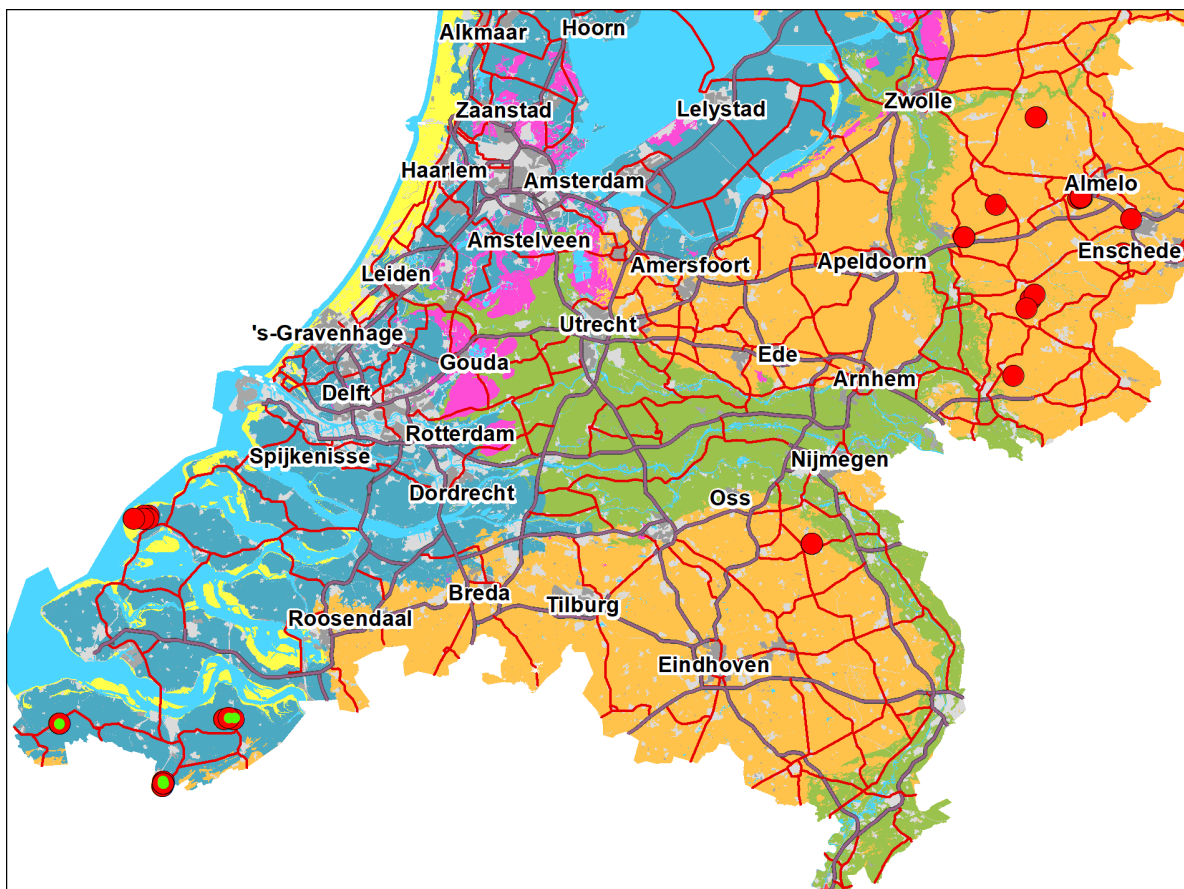 Alkmaar
Hoorn
Zaanstad
Lelystad
Zwolle
Haarlem
Amsterdam
Almelo
Amstelveen
Enschede
Leiden
Amersfoort
Apeldoorn
's-Gravenhage
Utrecht
Gouda
Ede
Arnhem
Delft
Rotterdam
Spijkenisse
Nijmegen
Dordrecht
Oss
Breda
Tilburg
Roosendaal
Eindhoven